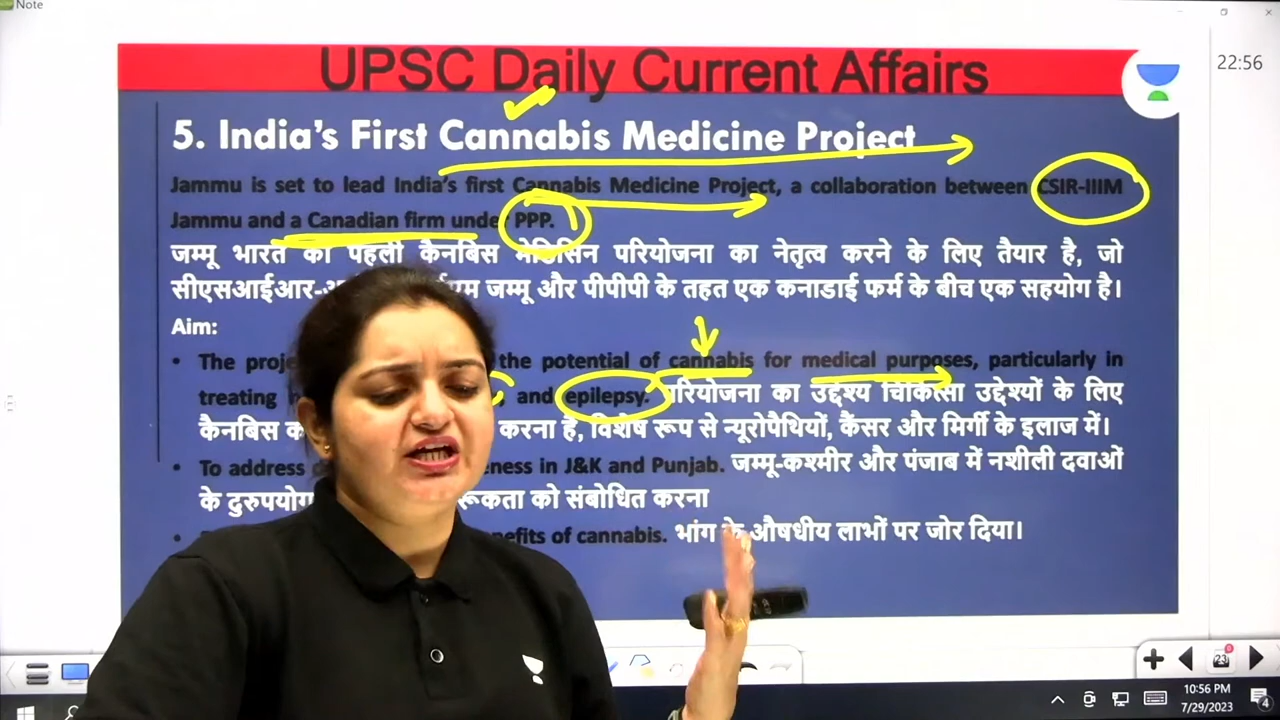 Note
UPSC Daily Current Affairs
22:56
5. India's First Cannabis Medicine Project
Jammu is set to lead India's first Cannabis Medicine Project, a collaboration between CSIR-IIIM
Jammu and a Canadian firm under PPP.
जम्मू भारत की पहली कैनबिस मेडिसिन परियोजना का नेतृत्व करने के लिए तैयार है, जो
सीएसआईआर- जम्मू और पीपीपी के तहत एक कनाडाई फर्म के बीच एक सहयोग है।
Aim:
• The the potential of cannabis for medical purposes, particularly in
treating and epilepsy. परियोजना का उद्देश्य चिकित्सा उद्देश्यों के लिए
कैनबिस करना है, विशेष रूप से न्यूरोपैथियों, कैंसर और मिर्गी के इलाज में।
• To address in J&K and Punjab. जम्मू-कश्मीर और पंजाब में नशीली दवाओं
के दुरुपयोग को संबोधित करना
• of cannabis. भांग के औषधीय लाभों पर जोर दिया।
23
10:56 PM
7/29/2023
4